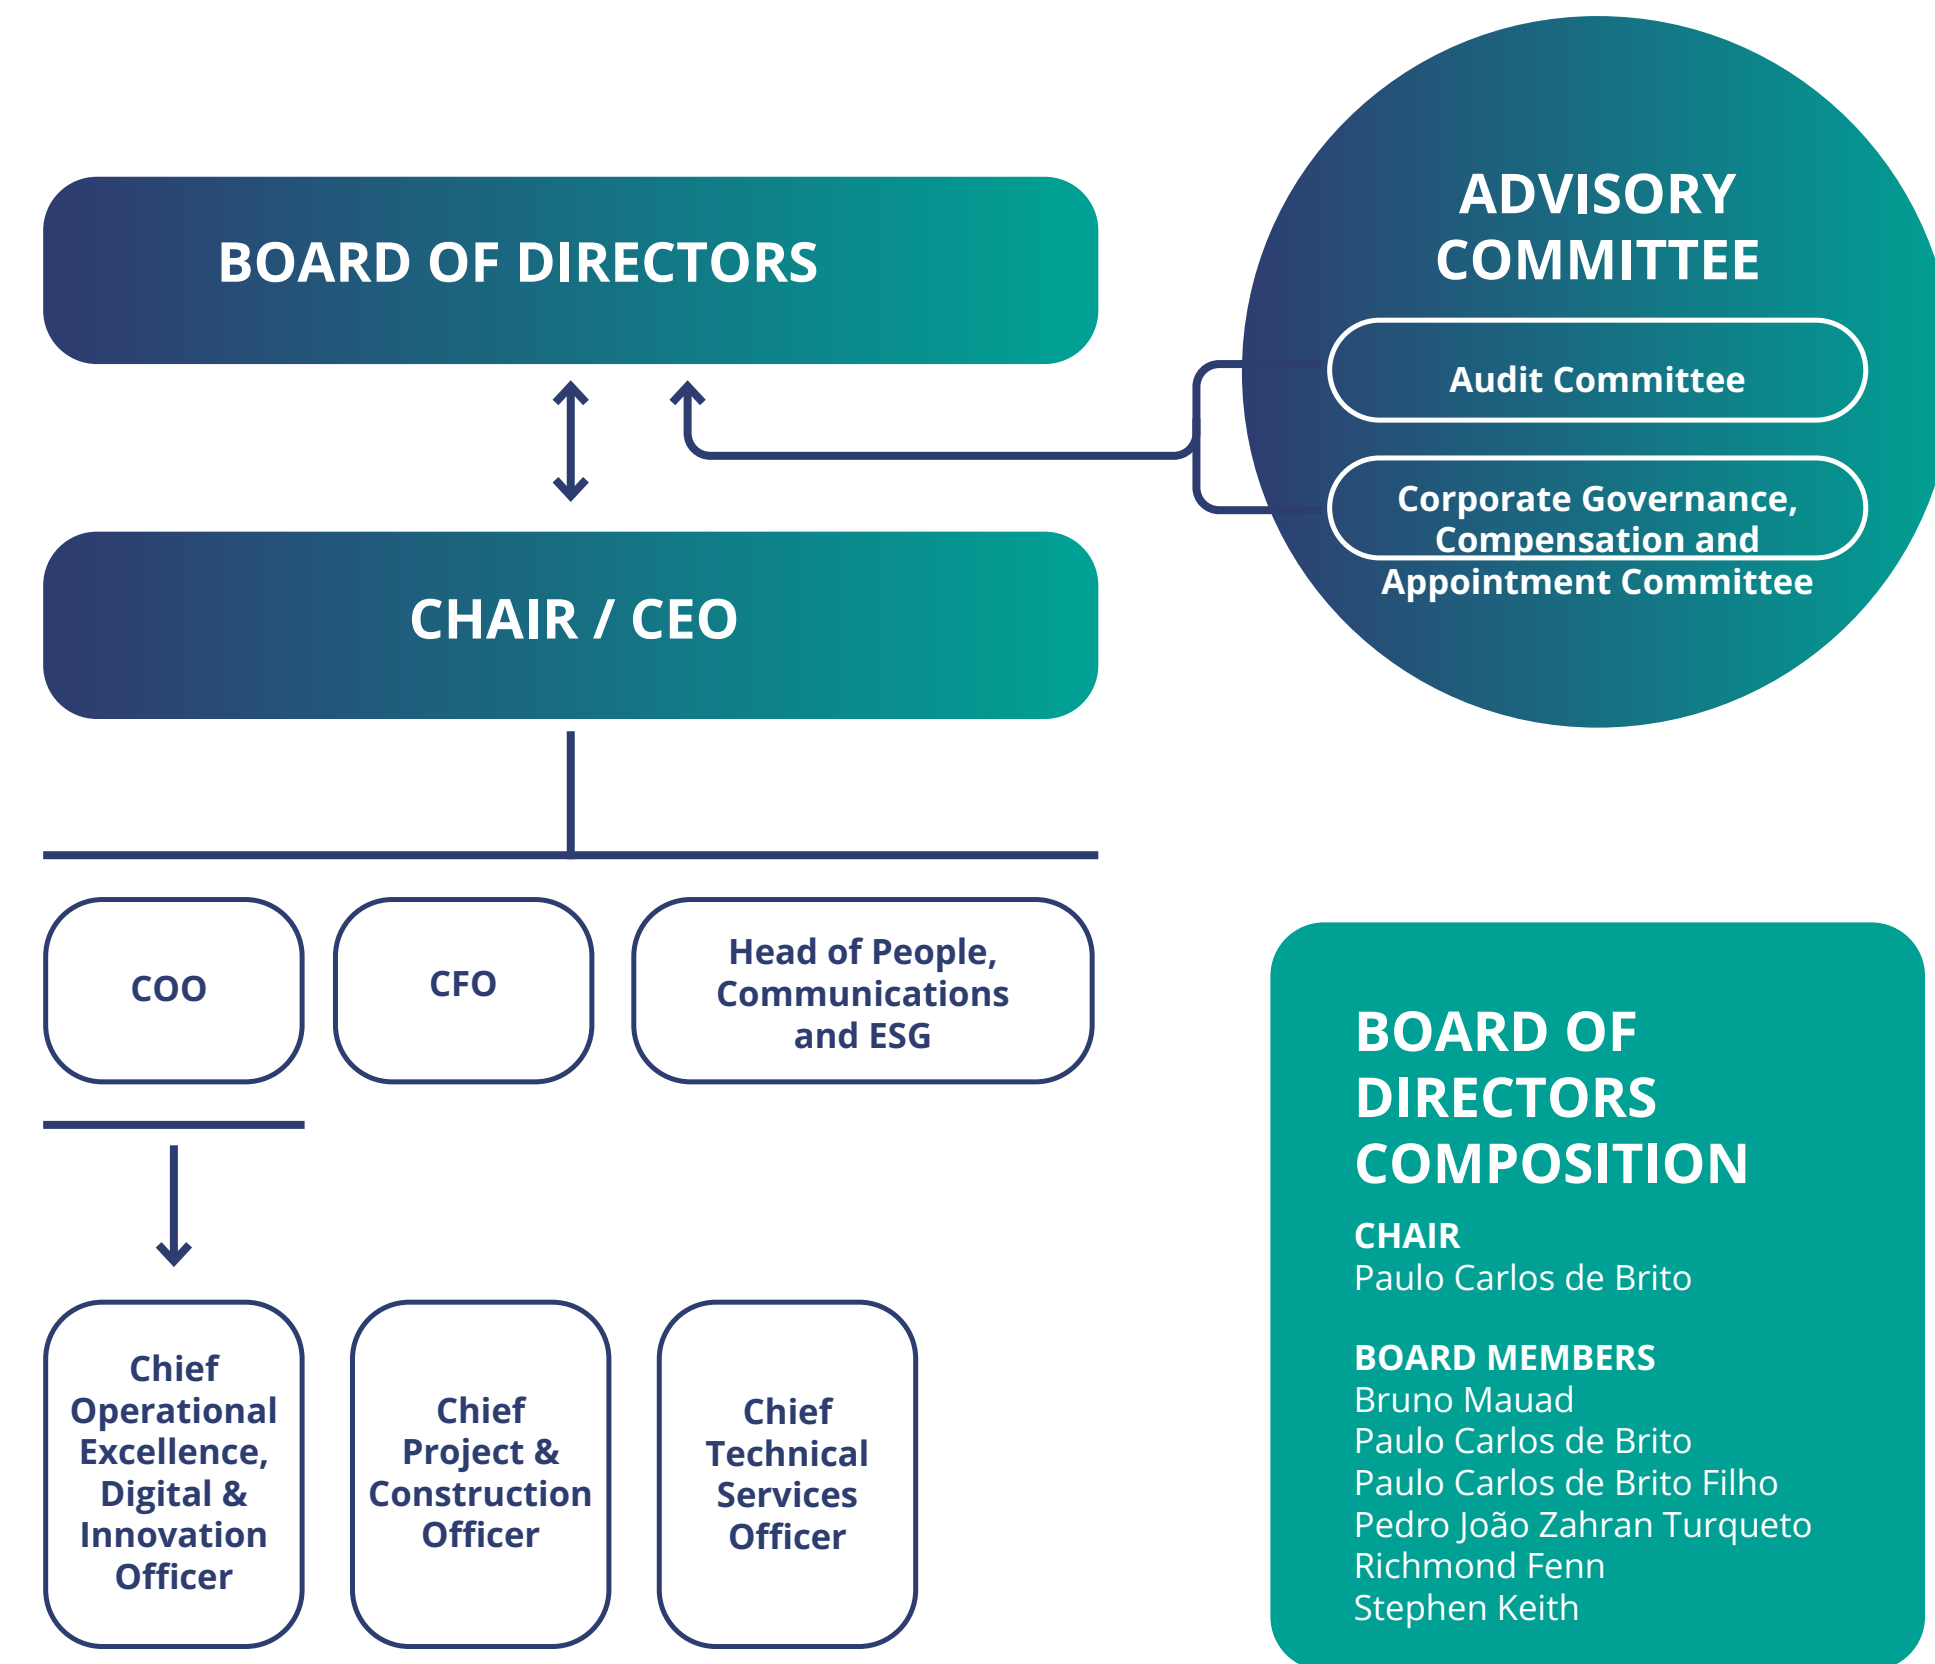 BOARD OF DIRECTORS
ADVISORY
COMMITTEE
Audit Committee
Corporate Governance,
Compensation and
Appointment Committee
CHAIR / CEO
COO
CFO
Head of People,
Communications
and ESG
Chief
Operational
Excellence,
Digital &
Innovation
Officer
Chief
Project &
Construction
Officer
Chief
Technical
Services
Officer
BOARD OF
DIRECTORS
COMPOSITION
CHAIR
Paulo Carlos de Brito
BOARD MEMBERS
Bruno Mauad
Paulo Carlos de Brito
Paulo Carlos de Brito Filho
Pedro João Zahran Turqueto
Richmond Fenn
Stephen Keith